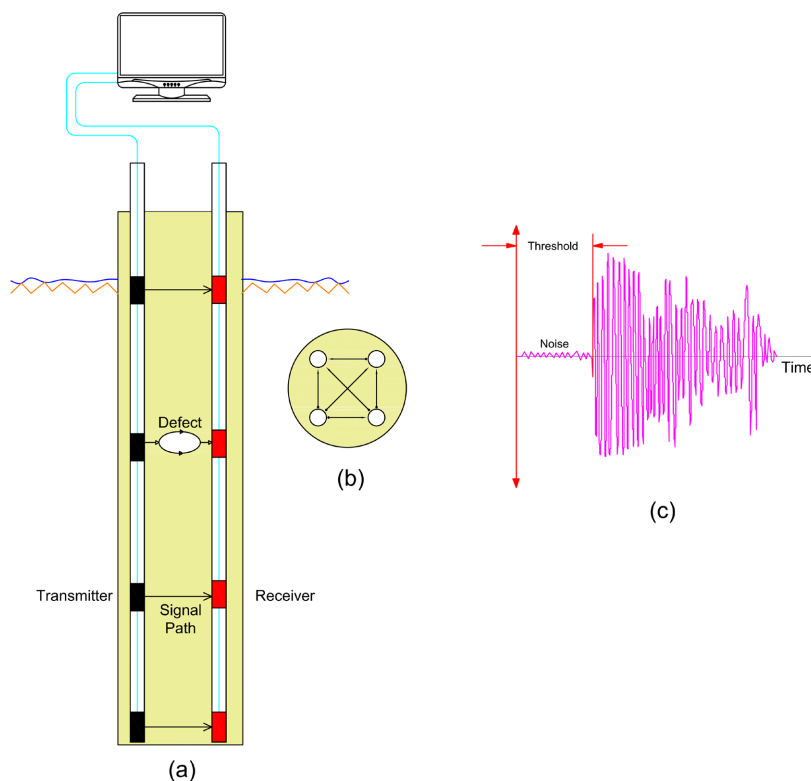 Threshold
Noise
Time
Defect
(b)
(c)
Transmitter
Signal
Path
Receiver
(a)